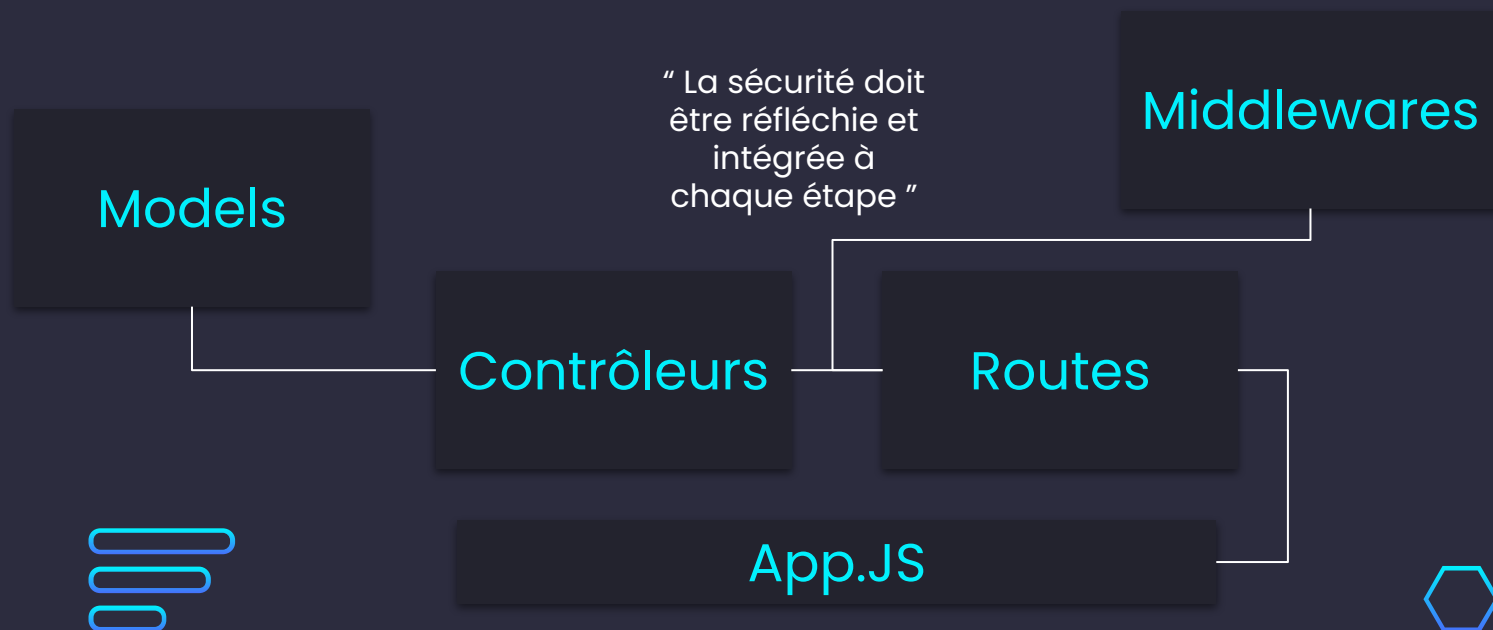 “ La sécurité doit
être réfléchie et
intégrée à
chaque étape ”
Middlewares
Models
Contrôleurs
Routes
App.JS